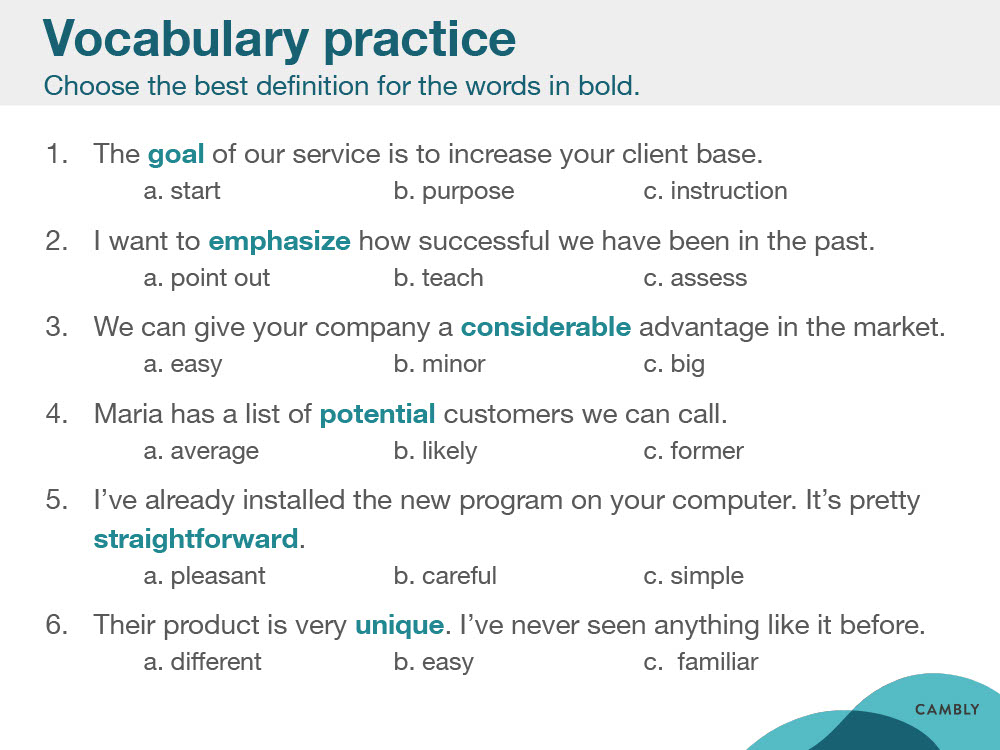 Vocabulary practice
Choose the best definition for the words in bold.
1. The goal of our service is to increase your client base.
a. start b. purpose c. instruction
2. I want to emphasize how successful we have been in the past.
a. point out b. teach c. assess
3. We can give your company a considerable advantage in the market.
a. easy b. minor c. big
4. Maria has a list of potential customers we can call.
a. average b. likely c. former
5. I’ve already installed the new program on your computer. It’s pretty
straightforward.
a. pleasant b. careful c. simple
6. Their product is very unique. I’ve never seen anything like it before.
a. different b. easy c. familiar
CAMBLY